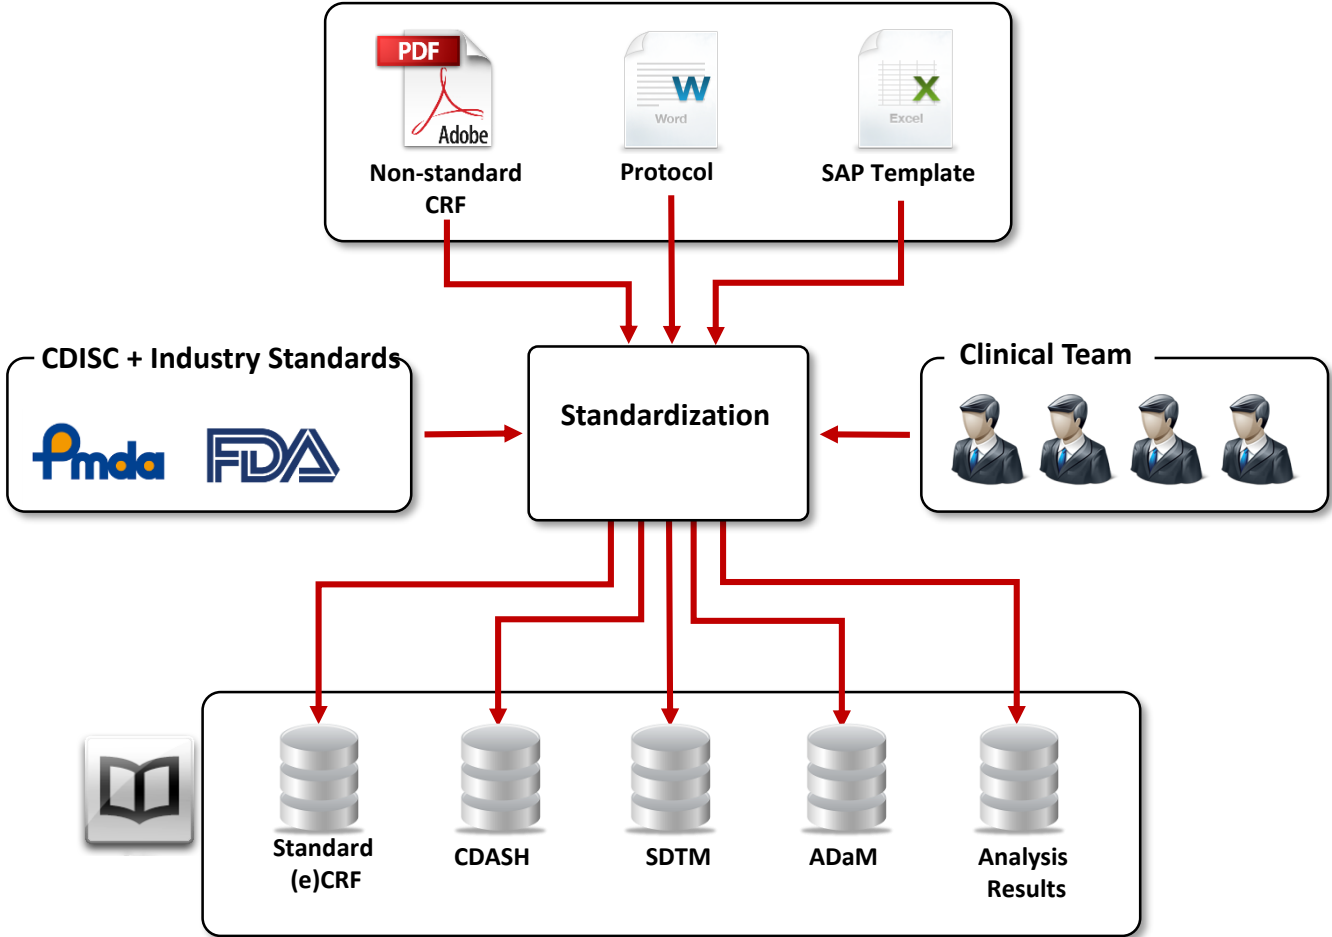 PDF
Adobe
W
Word
X
Excel
Non-standard
CRF
Protocol
SAP Template
CDISC + Industry Standards
Pmda
FDA
Standardization
Clinical Team
Standard
(e)CRF
CDASH
SDTM
ADaM
Analysis
Results